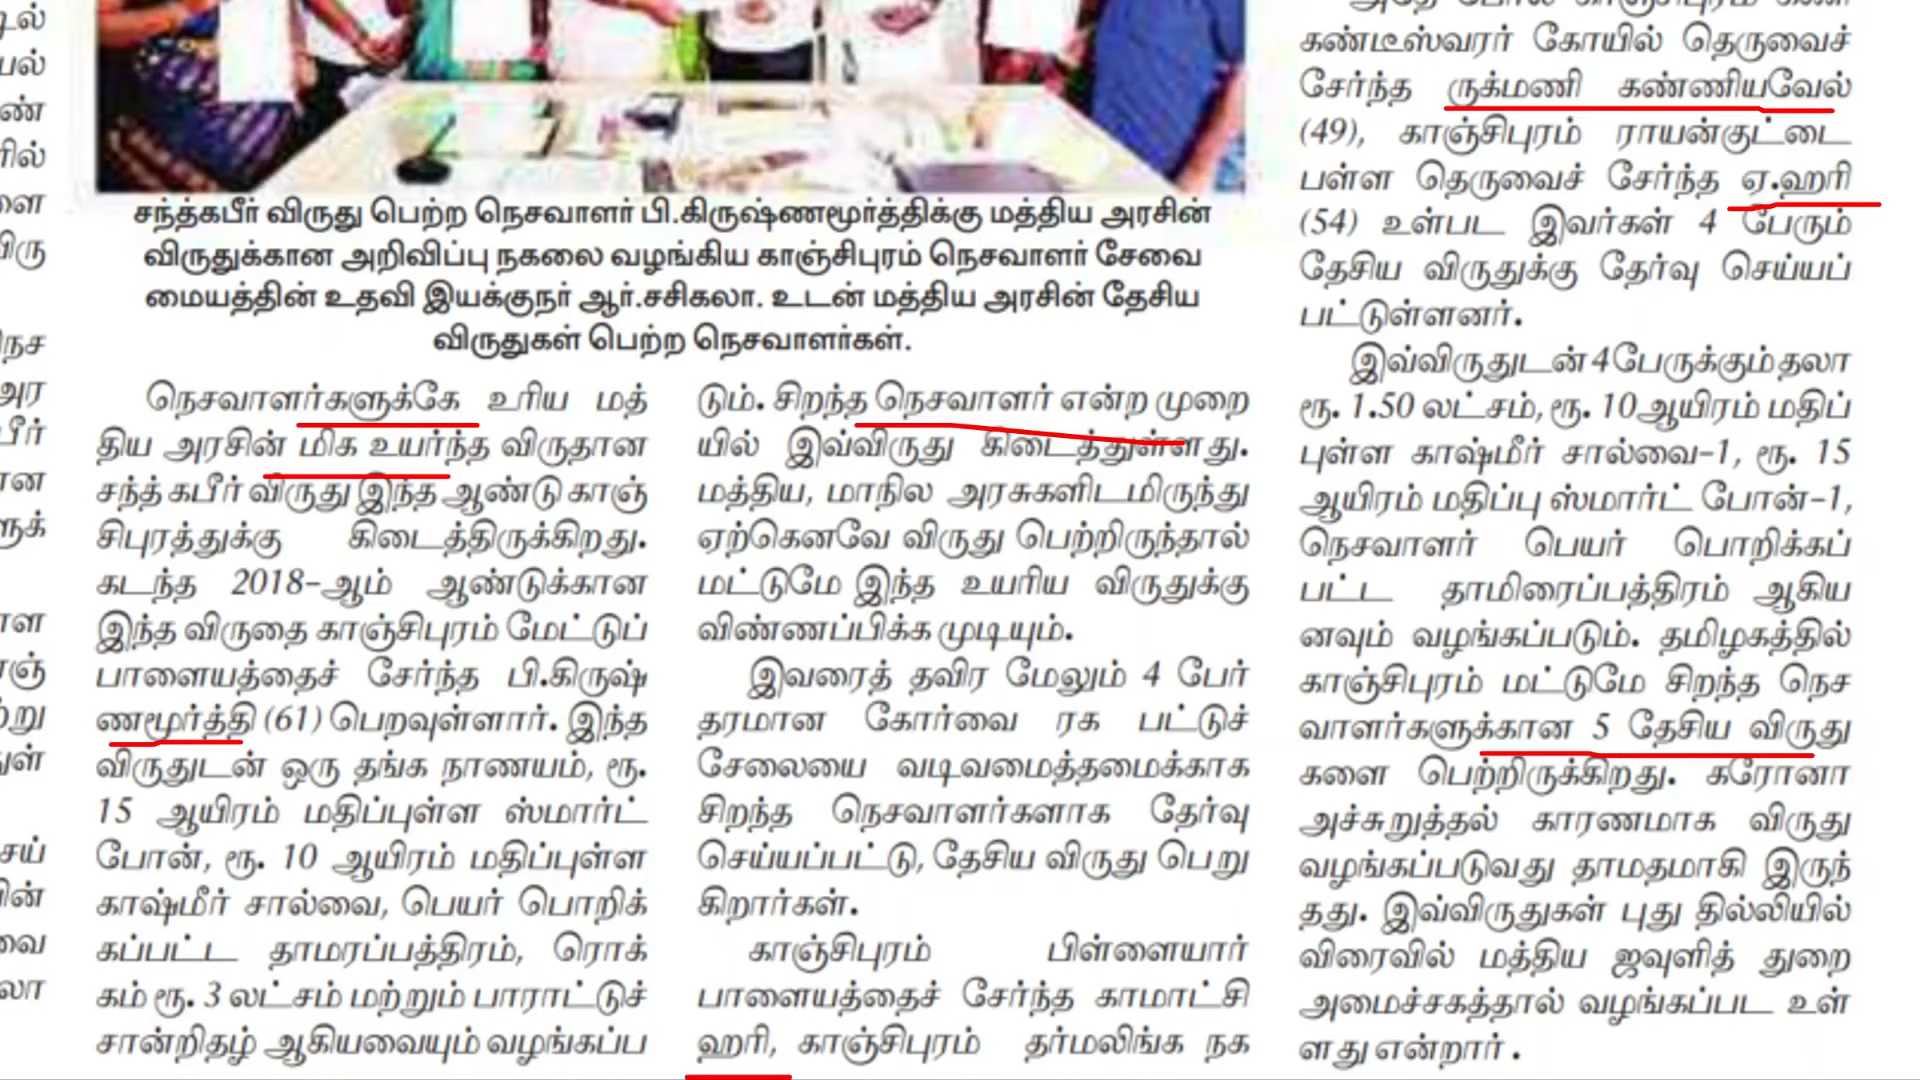 டில்
பல்
ண்
ரில்
ளை
விரு
நெச
அர
பீர்
ான
ளுக்
ாள
ஞ்
ற்று
துள்
செய்
பின்
வை
லா
சந்த்கபீர் விருது பெற்ற நெசவாளர் பி.கிருஷ்ணமூர்த்திக்கு மத்திய அரசின்
விருதுக்கான அறிவிப்பு நகலை வழங்கிய காஞ்சிபுரம் நெசவாளர் சேவை
மையத்தின் உதவி இயக்குநர் ஆர்.சசிகலா. உடன் மத்திய அரசின் தேசிய
விருதுகள் பெற்ற நெசவாளர்கள்.
நெசவாளர்களுக்கே உரிய மத்
திய அரசின் மிக உயர்ந்த விருதான
சந்த் கபீர் விருது இந்த ஆண்டு காஞ்
சிபுரத்துக்கு கிடைத்திருக்கிறது.
கடந்த 2018-ஆம் ஆண்டுக்கான
இந்த விருதை காஞ்சிபுரம் மேட்டுப்
பாளையத்தைச் சேர்ந்த பி.கிருஷ்
ணமூர்த்தி (61) பெறவுள்ளார். இந்த
விருதுடன் ஒரு தங்க நாணயம், ரூ.
15 ஆயிரம் மதிப்புள்ள ஸ்மார்ட்
போன், ரூ. 10 ஆயிரம் மதிப்புள்ள
காஷ்மீர் சால்வை, பெயர் பொறிக்
கப்பட்ட தாமரப்பத்திரம், ரொக்
கம் ரூ. 3 லட்சம் மற்றும் பாராட்டுச்
சான்றிதழ் ஆகியவையும் வழங்கப்ப
டும். சிறந்த நெசவாளர் என்ற முறை
யில் இவ்விருது கிடைத்துள்ளது.
மத்திய, மாநில அரசுகளிடமிருந்து
ஏற்கெனவே விருது பெற்றிருந்தால்
மட்டுமே இந்த உயரிய விருதுக்கு
விண்ணப்பிக்க முடியும்.
இவரைத் தவிர மேலும் 4 பேர்
தரமான கோர்வை ரக பட்டுச்
சேலையை வடிவமைத்தமைக்காக
சிறந்த நெசவாளர்களாக தேர்வு
செய்யப்பட்டு, தேசிய விருது பெறு
கிறார்கள்.
காஞ்சிபுரம் பிள்ளையார்
பாளையத்தைச் சேர்ந்த காமாட்சி
ஹரி, காஞ்சிபுரம் தர்மலிங்க நக
அதே போல காஞ்சிபுரம்
கண்டீஸ்வரர் கோயில் தெருவைச்
சேர்ந்த ருக்மணி கண்ணியவேல்
(49), காஞ்சிபுரம் ராயன்குட்டை
பள்ள தெருவைச் சேர்ந்த ஏ.ஹரி
(54) உள்பட இவர்கள் 4 பேரும்
தேசிய விருதுக்கு தேர்வு செய்யப்
பட்டுள்ளனர்.
இவ்விருதுடன் 4 பேருக்கும் தலா
ரூ. 1.50 லட்சம், ரூ. 10ஆயிரம் மதிப்
புள்ள காஷ்மீர் சால்வை-1, ரூ. 15
ஆயிரம் மதிப்பு ஸ்மார்ட் போன்-1,
நெசவாளர் பெயர் பொறிக்கப்
பட்ட தாமிரைப்பத்திரம் ஆகிய
னவும் வழங்கப்படும். தமிழகத்தில்
காஞ்சிபுரம் மட்டுமே சிறந்த நெச
வாளர்களுக்கான 5 தேசிய விருது
களை பெற்றிருக்கிறது. கரோனா
அச்சுறுத்தல் காரணமாக விருது
வழங்கப்படுவது தாமதமாகி இருந்
தது. இவ்விருதுகள் புது தில்லியில்
விரைவில் மத்திய ஜவுளித் துறை
அமைச்சகத்தால் வழங்கப்பட உள்
ளது என்றார்.